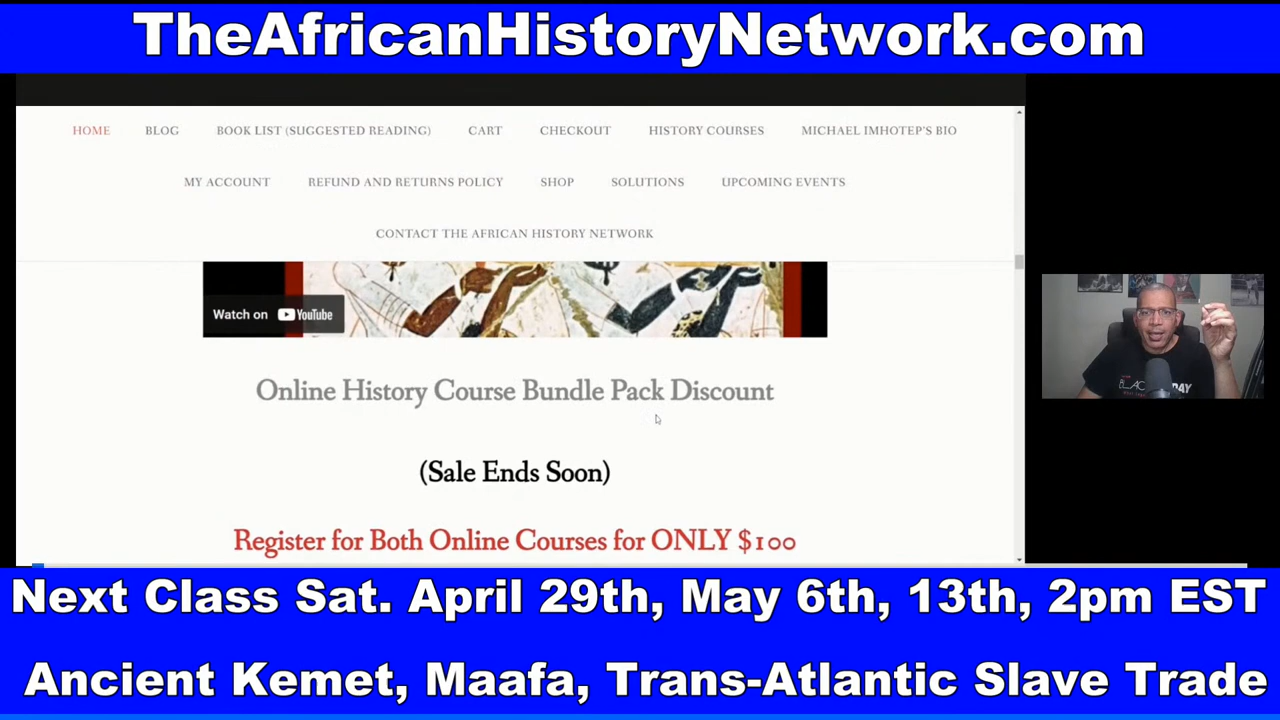 TheAfricanHistoryNetwork.com
HOME BLOG BOOK LIST (SUGGESTED READING) CART CHECKOUT HISTORY COURSES MICHAEL IMHOTEP'S BIO
MY ACCOUNT REFUND AND RETURNS POLICY SHOP SOLUTIONS UPCOMING EVENTS
CONTACT THE AFRICAN HISTORY NETWORK
Watch on YouTube
Online History Course Bundle Pack Discount
(Sale Ends Soon)
Register for Both Online Courses for ONLY $100
Next Class Sat. April 29th, May 6th, 13th, 2pm EST
Ancient Kemet, Maafa, Trans-Atlantic Slave Trade